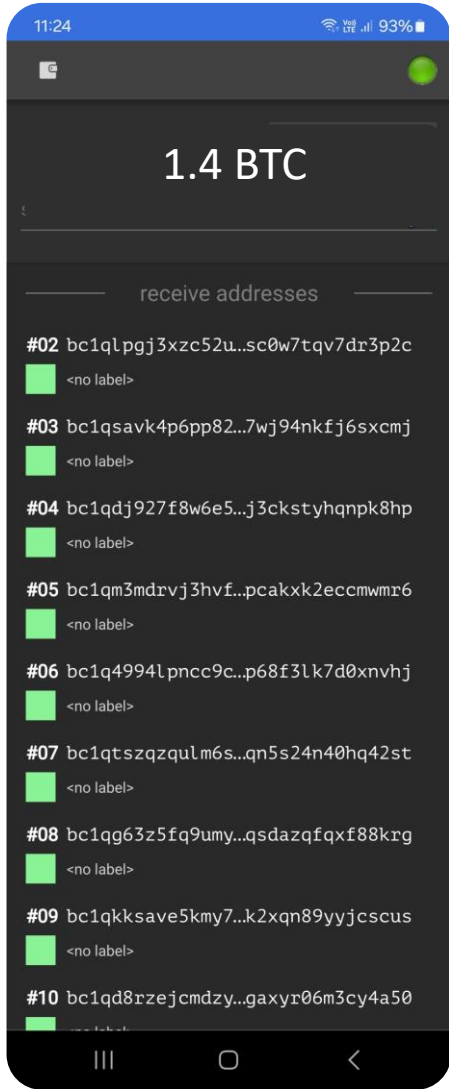 11:24 Vo) LTE 93%
1.4 BTC
receive addresses
#02 bc1qlpgj3xzc52u…sc0w7tqv7dr3p2c
<no label>
#03 bc1qsavk4p6pp82…7wj94nkfj6sxcmj
<no label>
#04 bc1qdj927f8w6e5…j3ckstyhqnpk8hp
<no label>
#05 bc1qm3mdrvj3hvf…pcakxk2eccmwmr6
<no label>
#06 bc1q4994lpncc9c…p68f3lk7d0xnvhj
<no label>
#07 bc1qtszqzqulm6s…qn5s24n40hq42st
<no label>
#08 bc1qg63z5fq9umy…qsdazqfqxf88krg
<no label>
#09 bc1qkksave5kmy7…k2xqn89yyjcscus
<no label>
#10 bc1qd8rzejcmdzy…gaxyr06m3cy4a50